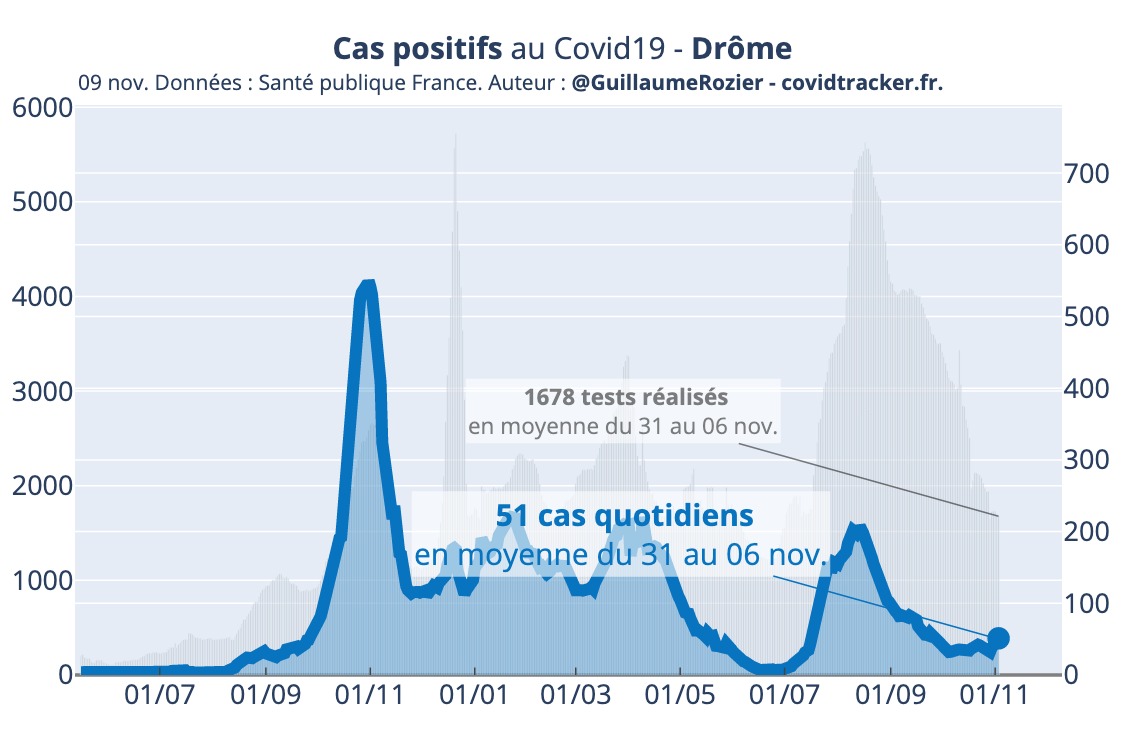 Cas positifs au Covid19 - Drôme
09 nov. Données : Santé publique France. Auteur : @GuillaumeRozier - covidtracker.fr.
6000
5000
4000
3000
2000
1000
0
700
600
500
400
300
200
100
0
1678 tests réalisés
en moyenne du 31 au 06 nov.
51 cas quotidiens
en moyenne du 31 au 06 nov.
01/07 01/09 01/11 01/01 01/03 01/05 01/07 01/09 01/11